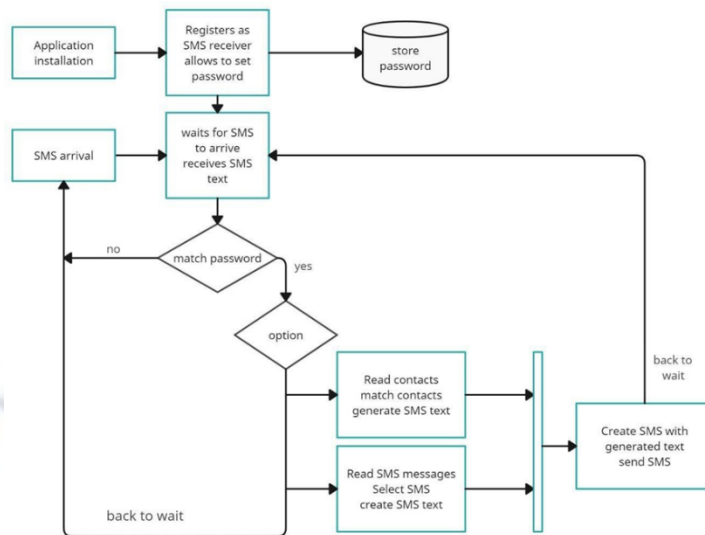 Application
installation
Registers as
SMS receiver
allows to set
password
store
password
SMS arrival
waits for SMS
to arrive
receives SMS
text
no
match password
yes
option
Read contacts
match contacts
generate SMS text
back to
wait
Create SMS with
generated text
send SMS
Read SMS messages
Select SMS
create SMS text
back to wait